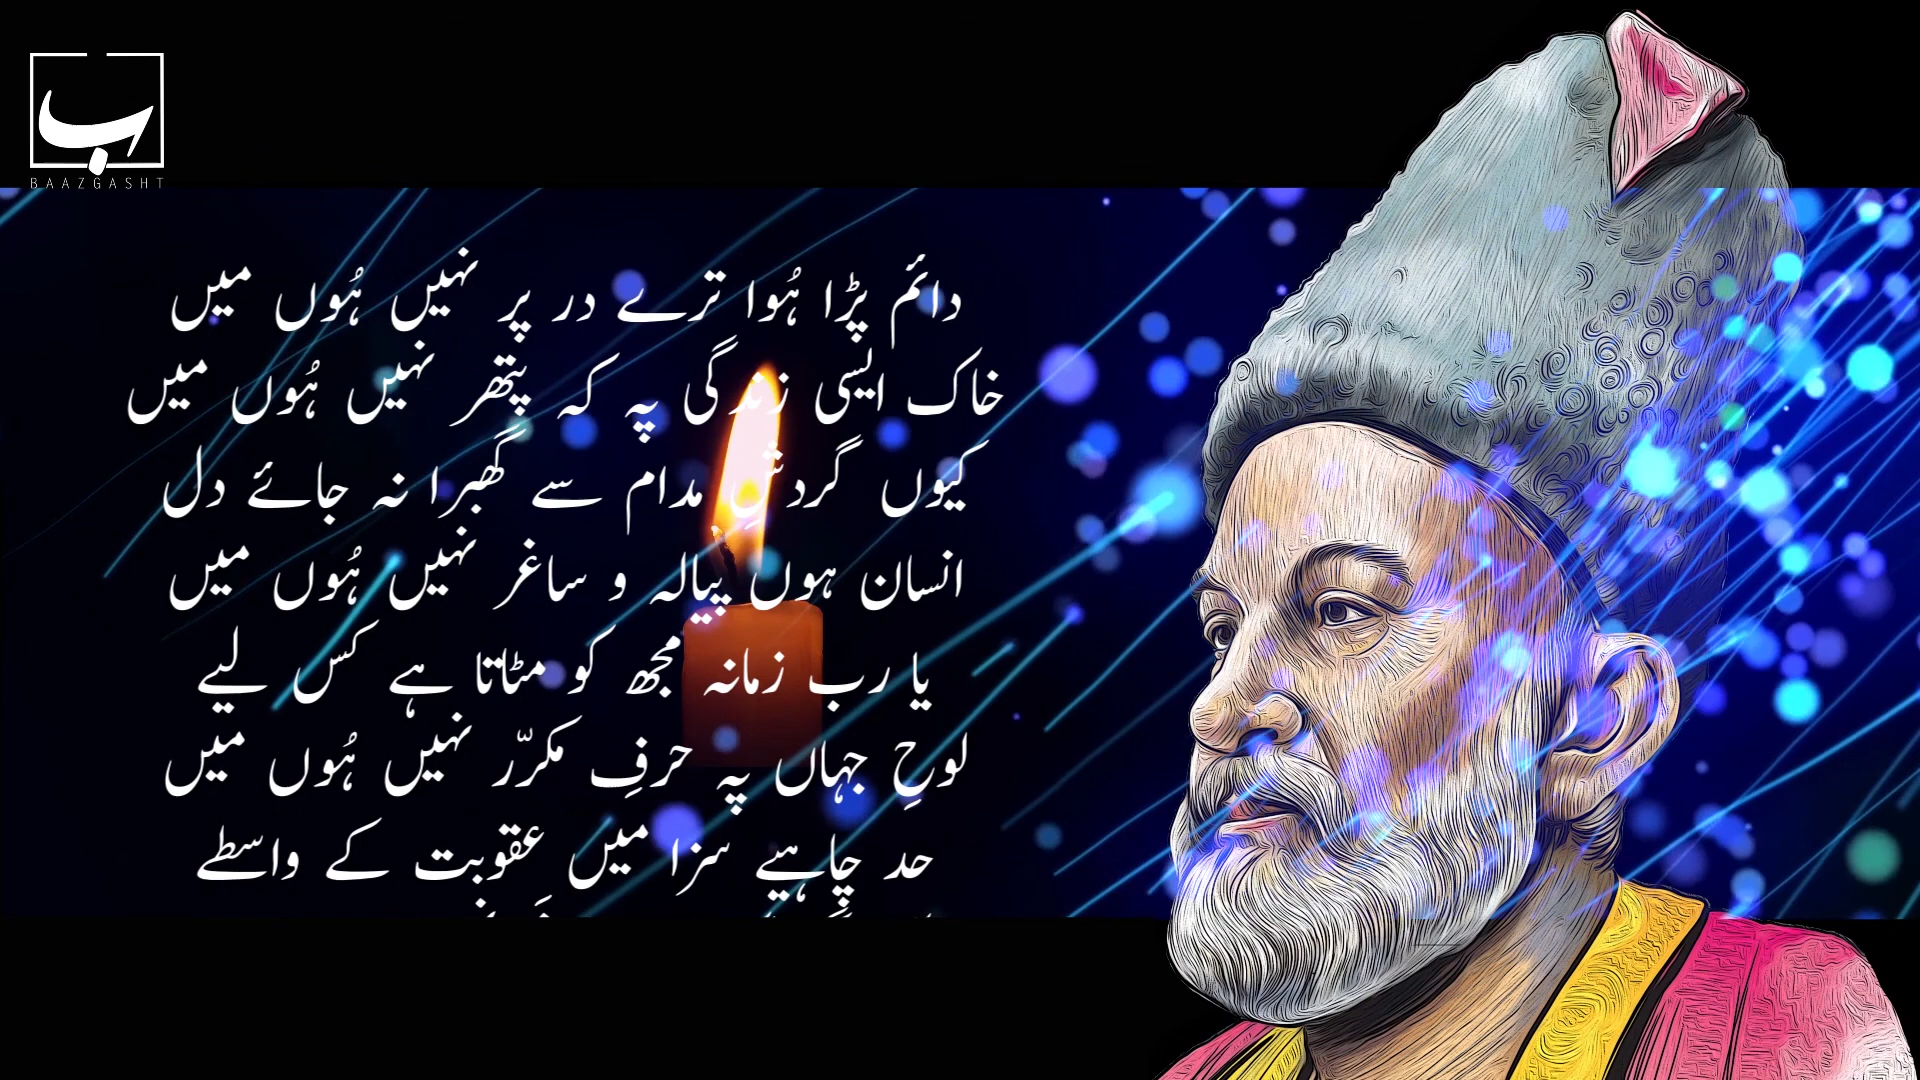 ب
BAAZGASHT
دائم پڑا ہُوا ترے در پر نہیں ہُوں میں
خاک ایسی زندگی پہ کہ پتھر نہیں ہُوں میں
کیوں گردشِ مدام سے گھبرا نہ جائے دل
انسان ہوں پیالہ و ساغر نہیں ہُوں میں
یا رب زمانہ مجھ کو مٹاتا ہے کس لیے
لوحِ جہاں پہ حرفِ مکرّر نہیں ہُوں میں
حد چاہیے سزا میں عقوبت کے واسطے